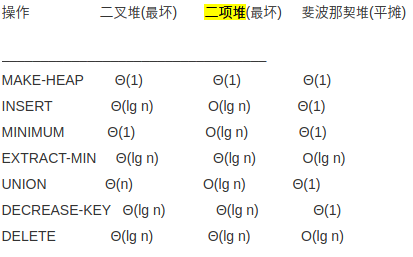 操作 二叉堆(最坏) 二项堆(最坏) 斐波那契堆(平摊)
MAKE-HEAP Θ(1) Θ(1) Θ(1)
INSERT Θ(lg n) O(lg n) Θ(1)
MINIMUM Θ(1) O(lg n) Θ(1)
EXTRACT-MIN Θ(lg n) Θ(lg n) O(lg n)
UNION Θ(n) O(lg n) Θ(1)
DECREASE-KEY Θ(lg n) Θ(lg n) Θ(1)
DELETE Θ(lg n) Θ(lg n) O(lg n)